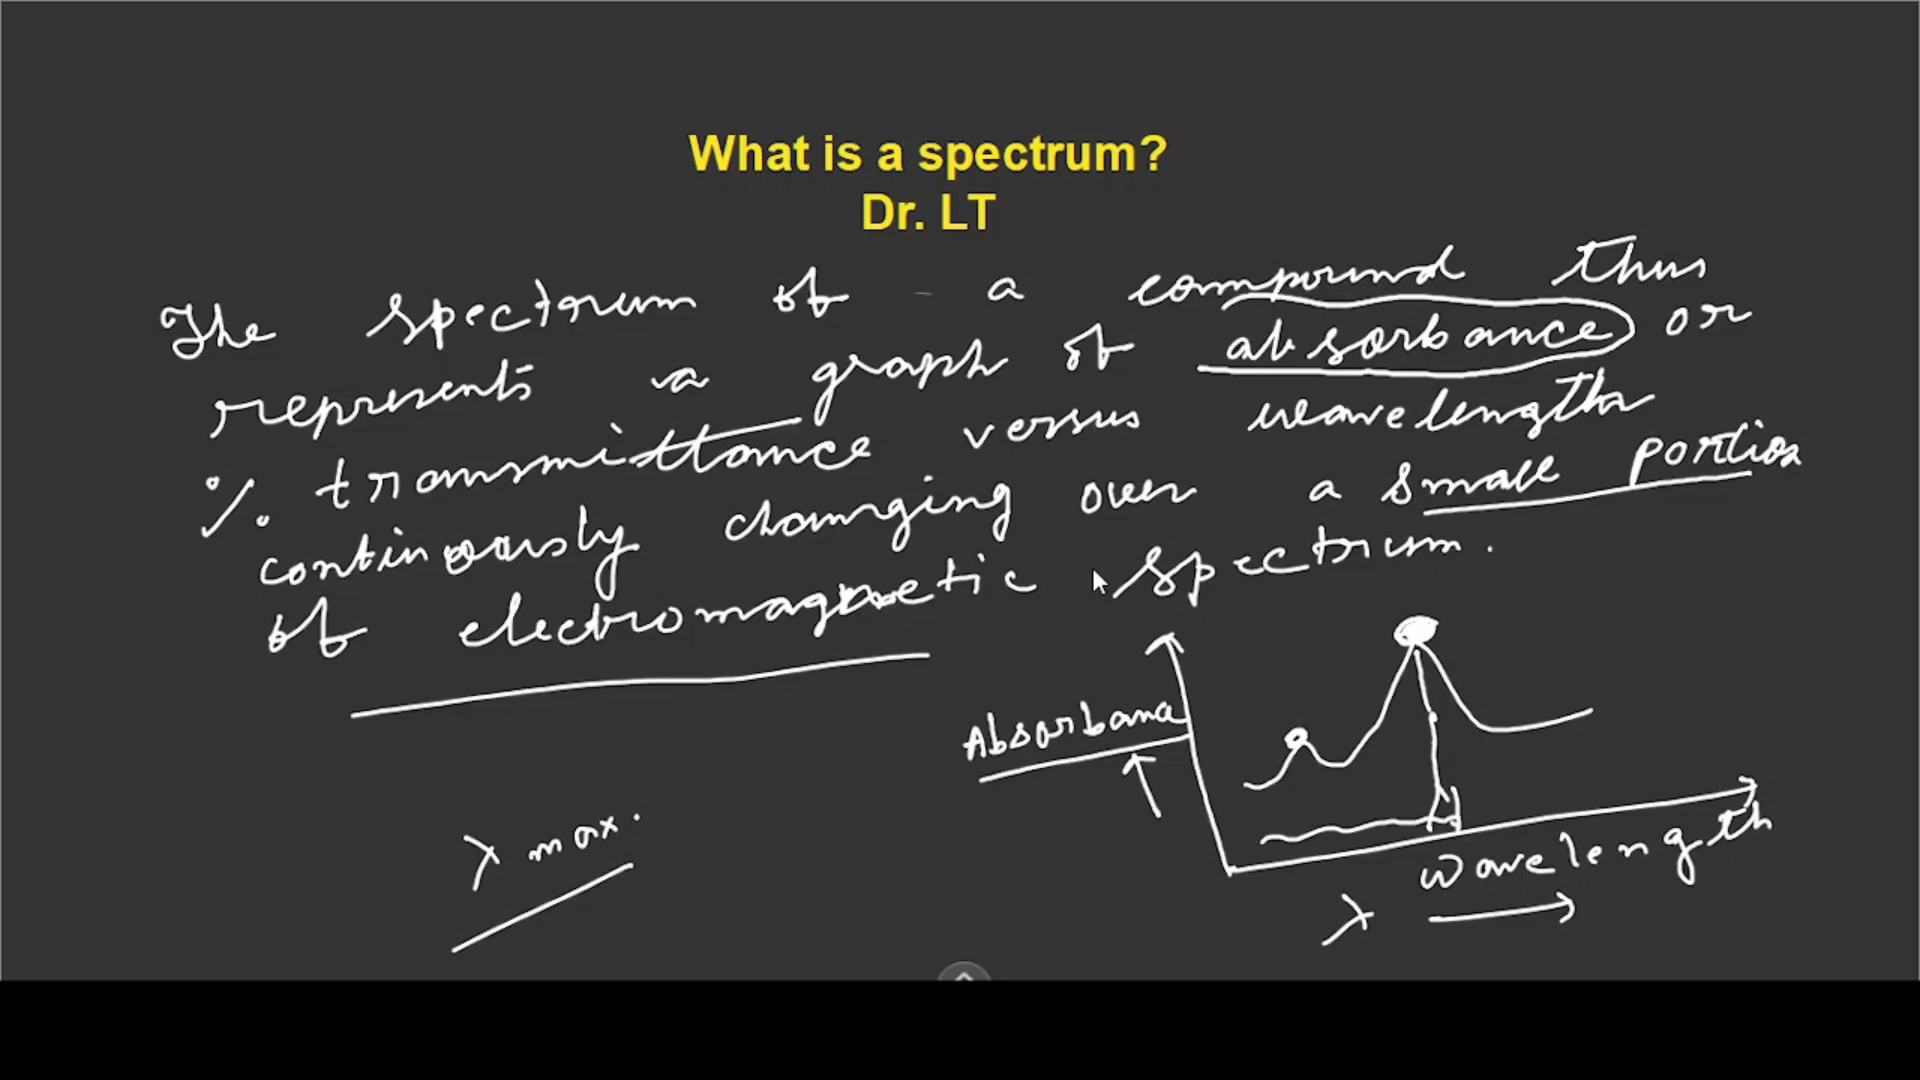 What is a spectrum?
Dr. LT
The spectrum of a compound thus
represents a graph of absorbance or
% transmittance versus wavelength
continuously changing over a small portion
of electromagnetic spectrum.
Absorbance
λ max.
wavelength
λ